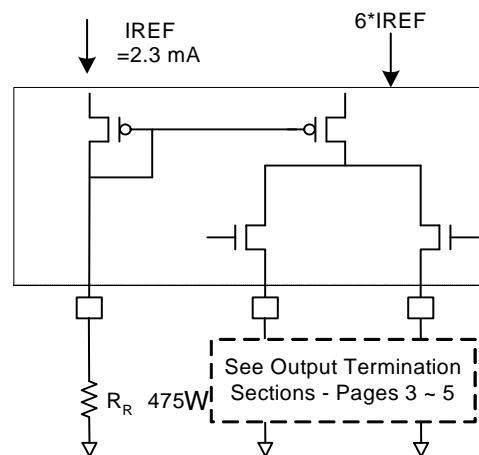 IREF
=2.3 mA
6*IREF
See Output Termination
Sections - Pages 3 ~ 5
RR 475W